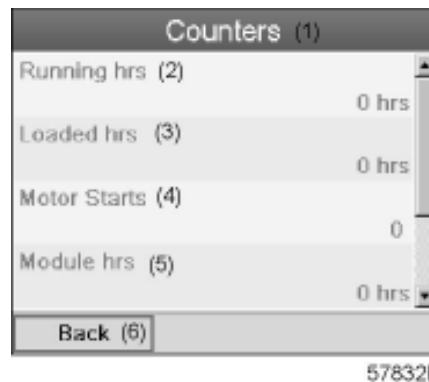 Counters (1)
Running hrs (2)
0 hrs
Loaded hrs (3)
0 hrs
Motor Starts (4)
0
Module hrs (5)
0 hrs
Back (6)
57832